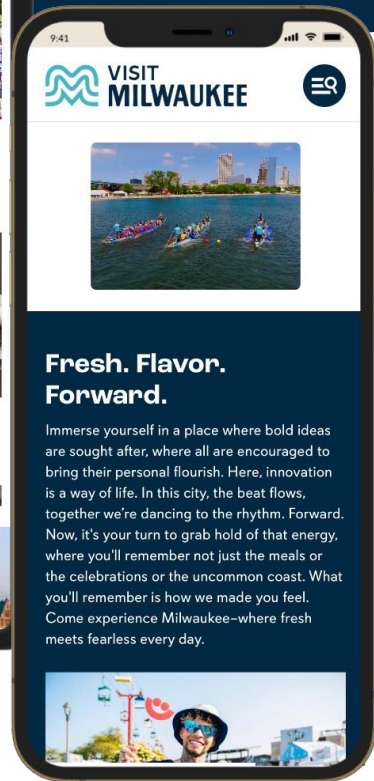 9:41
VISIT
MILWAUKEE
Fresh. Flavor.
Forward.
Immerse yourself in a place where bold ideas
are sought after, where all are encouraged to
bring their personal flourish. Here, innovation
is a way of life. In this city, the beat flows,
together we’re dancing to the rhythm. Forward.
Now, it's your turn to grab hold of that energy,
where you'll remember not just the meals or
the celebrations or the uncommon coast. What
you'll remember is how we made you feel.
Come experience Milwaukee–where fresh
meets fearless every day.